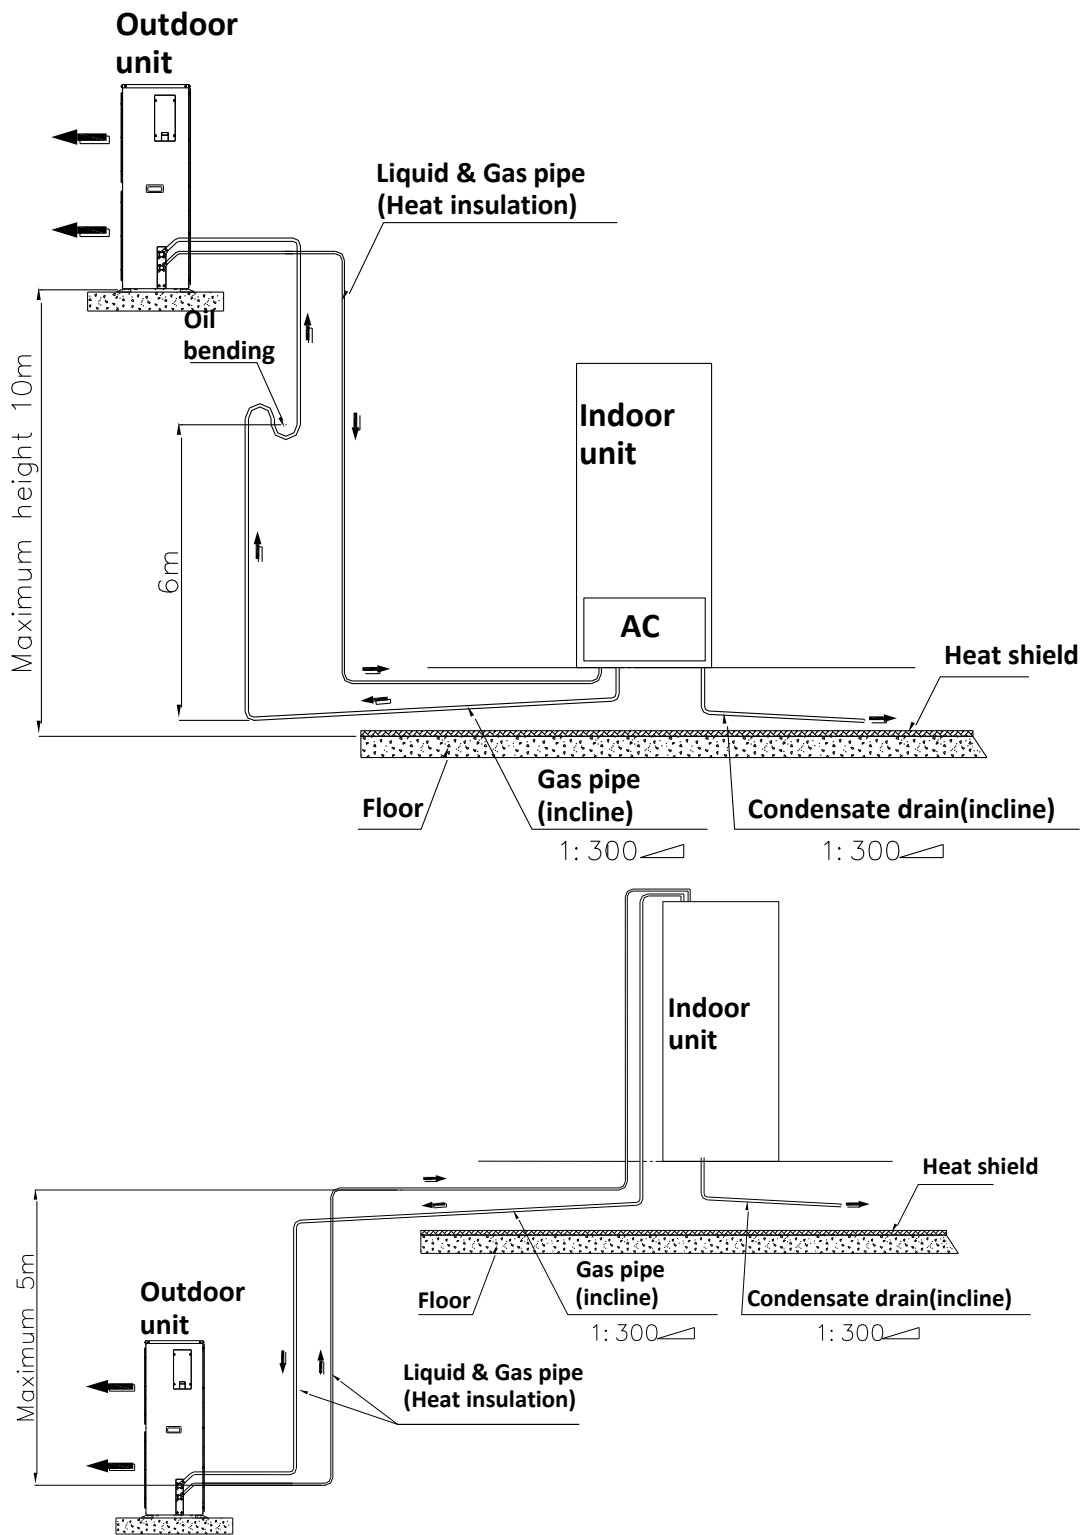 Outdoor
unit
Liquid & Gas pipe
(Heat insulation)
Oil
bending
Maximum height 10m
6m
Indoor
unit
AC
Heat shield
Floor
Gas pipe
(incline)
1:300
Condensate drain(incline)
1:300
Indoor
unit
Heat shield
Maximum 5m
Outdoor
unit
Floor
Gas pipe
(incline)
1:300
Condensate drain(incline)
1:300
Liquid & Gas pipe
(Heat insulation)